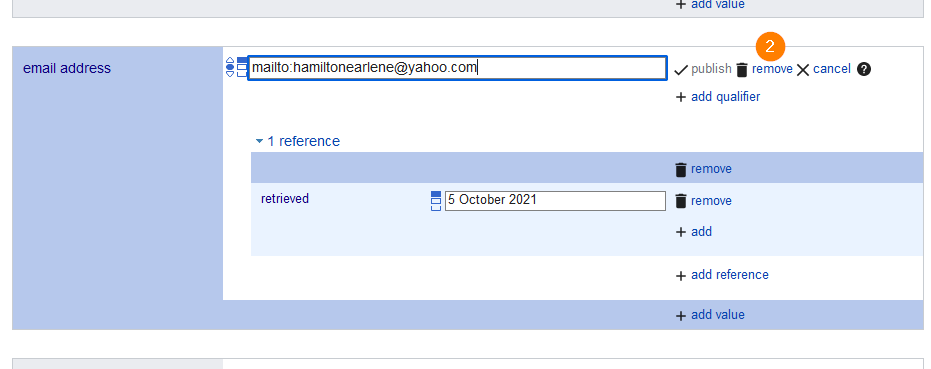 add value
2
email address
mailto:hamiltonearlene@yahoo.com
publish remove cancel ?
add qualifier
1 reference
remove
retrieved 5 October 2021 remove
add
add reference
add value